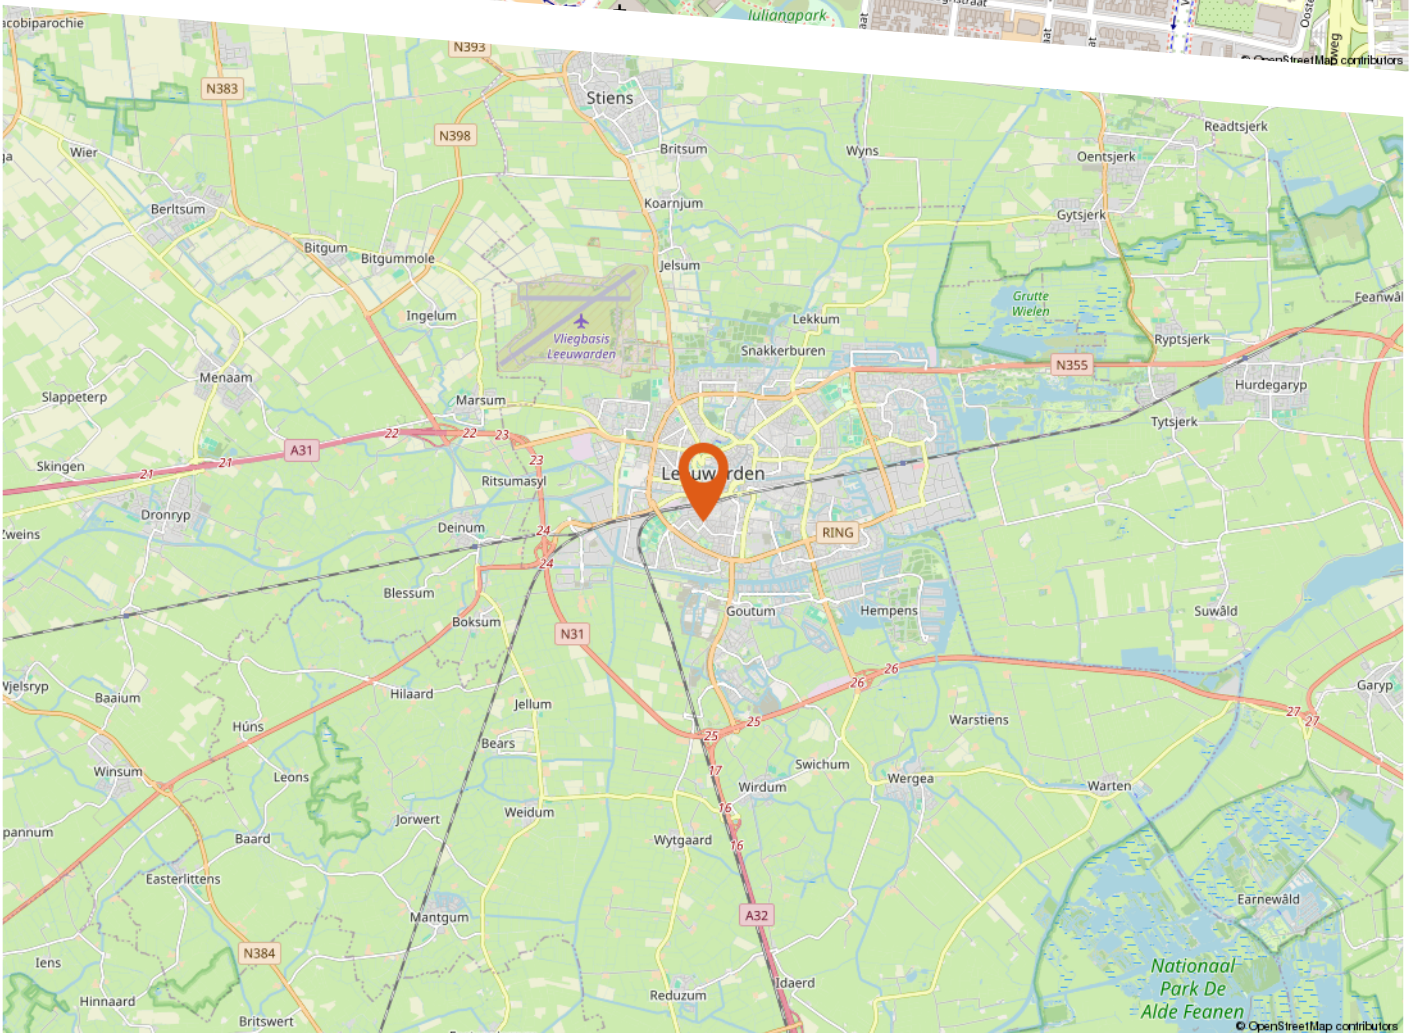 Julianapark
© OpenStreetMap contributors
N393
N383
Stiens
N398
Readtsjerk
Wier
Britsum
Wyns
Oentsjerk
Berltsum
Koarnjum
Gytsjerk
Bitgum
Bitgummole
Jelsum
Grutte
Wielen
Ingelum
Lekkum
Vliegbasis
Leeuwarden
Ryptsjerk
Snakkerburen
N355
Menaam
Hurdegaryp
Slappeterp
Marsum
Tytsjerk
22
22
23
A31
23
Skingen
21
21
Leeuwarden
Ritsumasyl
Dronryp
Deinum
24
RING
24
Blessum
Goutum
Hempens
Suwâld
Boksum
N31
26
26
Garyp
Baaium
Hilaard
Jellum
27
27
Húns
25
25
Warstiens
Bears
Winsum
Leons
17
Swichum
Wergea
Wirdum
Warten
16
Weidum
Jorwert
Baard
Wytgaard
16
Easterlittens
Earnewâld
Mantgum
A32
N384
Iens
Nationaal
Park De
Alde Feanen
Idaerd
Reduzum
Hinnaard
Britswert
© OpenStreetMap contributors